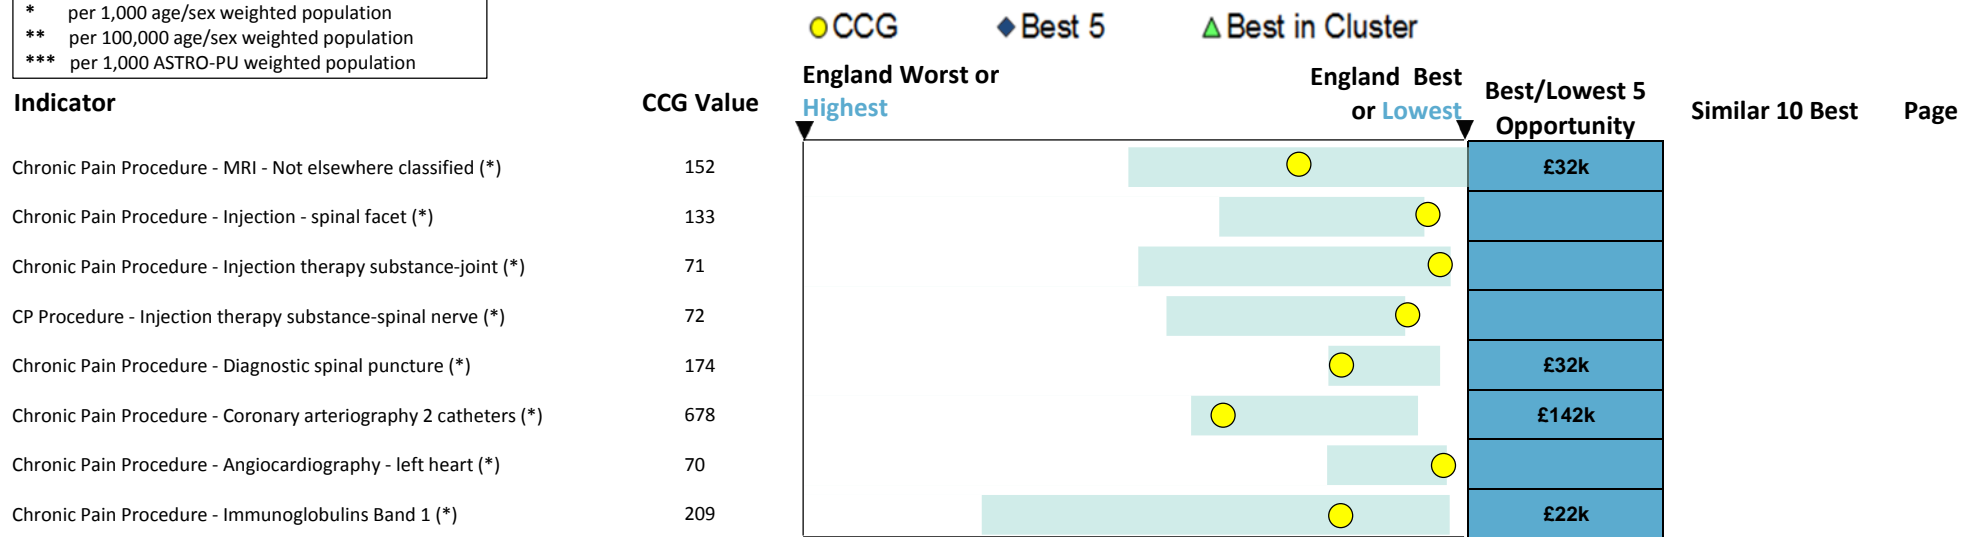 * per 1,000 age/sex weighted population
** per 100,000 age/sex weighted population
*** per 1,000 ASTRO-PU weighted population
CCG Best 5 Best in Cluster
Indicator
CCG Value
England Worst or
Highest
England Best
or Lowest
Best/Lowest 5
Opportunity
Similar 10 Best
Page
Chronic Pain Procedure - MRI - Not elsewhere classified (*) 152 £32k
Chronic Pain Procedure - Injection - spinal facet (*) 133
Chronic Pain Procedure - Injection therapy substance-joint (*) 71
CP Procedure - Injection therapy substance-spinal nerve (*) 72
Chronic Pain Procedure - Diagnostic spinal puncture (*) 174 £32k
Chronic Pain Procedure - Coronary arteriography 2 catheters (*) 678 £142k
Chronic Pain Procedure - Angiocardiography - left heart (*) 70
Chronic Pain Procedure - Immunoglobulins Band 1 (*) 209 £22k